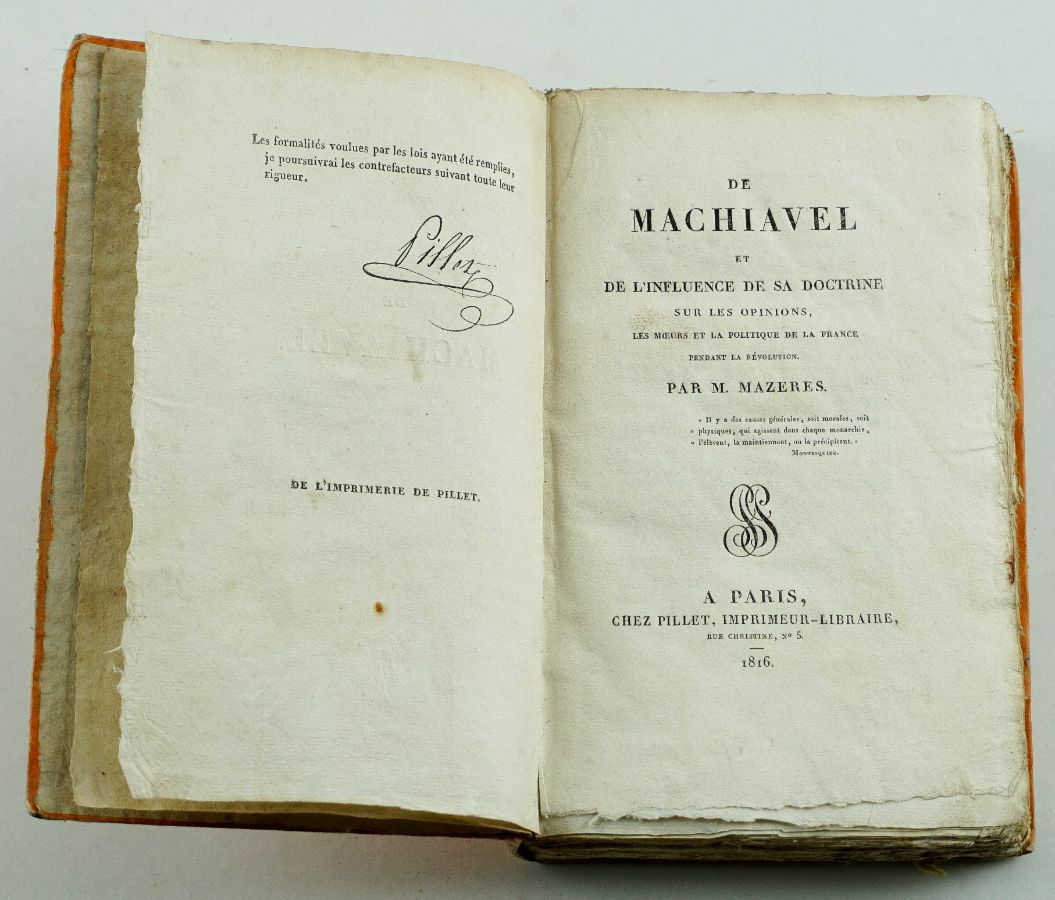 Les formalités voulues par les lois ayant été remplies,
je poursuivrai les contrefacteurs suivant toute leur
rigueur.
Pillet
DE L'IMPRIMERIE DE PILLET.
DE
MACHIAVEL
ET
DE L'INFLUENCE DE SA DOCTRINE
SUR LES OPINIONS,
LES MŒURS ET LA POLITIQUE DE LA FRANCE
PENDANT LA RÉVOLUTION.
PAR M. MAZERES.
« Il y a des causes générales, soit morales, soit
» physiques, qui agissent dans chaque monarchie,
» l'élèvent, la maintiennent, ou la précipitent. »
MONTESQUIEU.
A PARIS,
CHEZ PILLET, IMPRIMEUR-LIBRAIRE,
RUE CHRISTINE, N° 5.
1816.